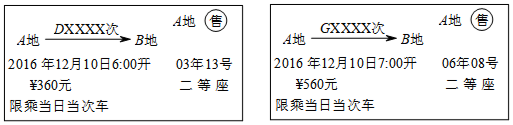 A地 售
DXXXX次
A地 B地
2016 年12月10日6:00开 03年13号
¥360元 二 等 座
限乘当日当次车
A地 售
GXXXX次
A地 B地
2016 年12月10日7:00开 06年08号
¥560元 二 等 座
限乘当日当次车